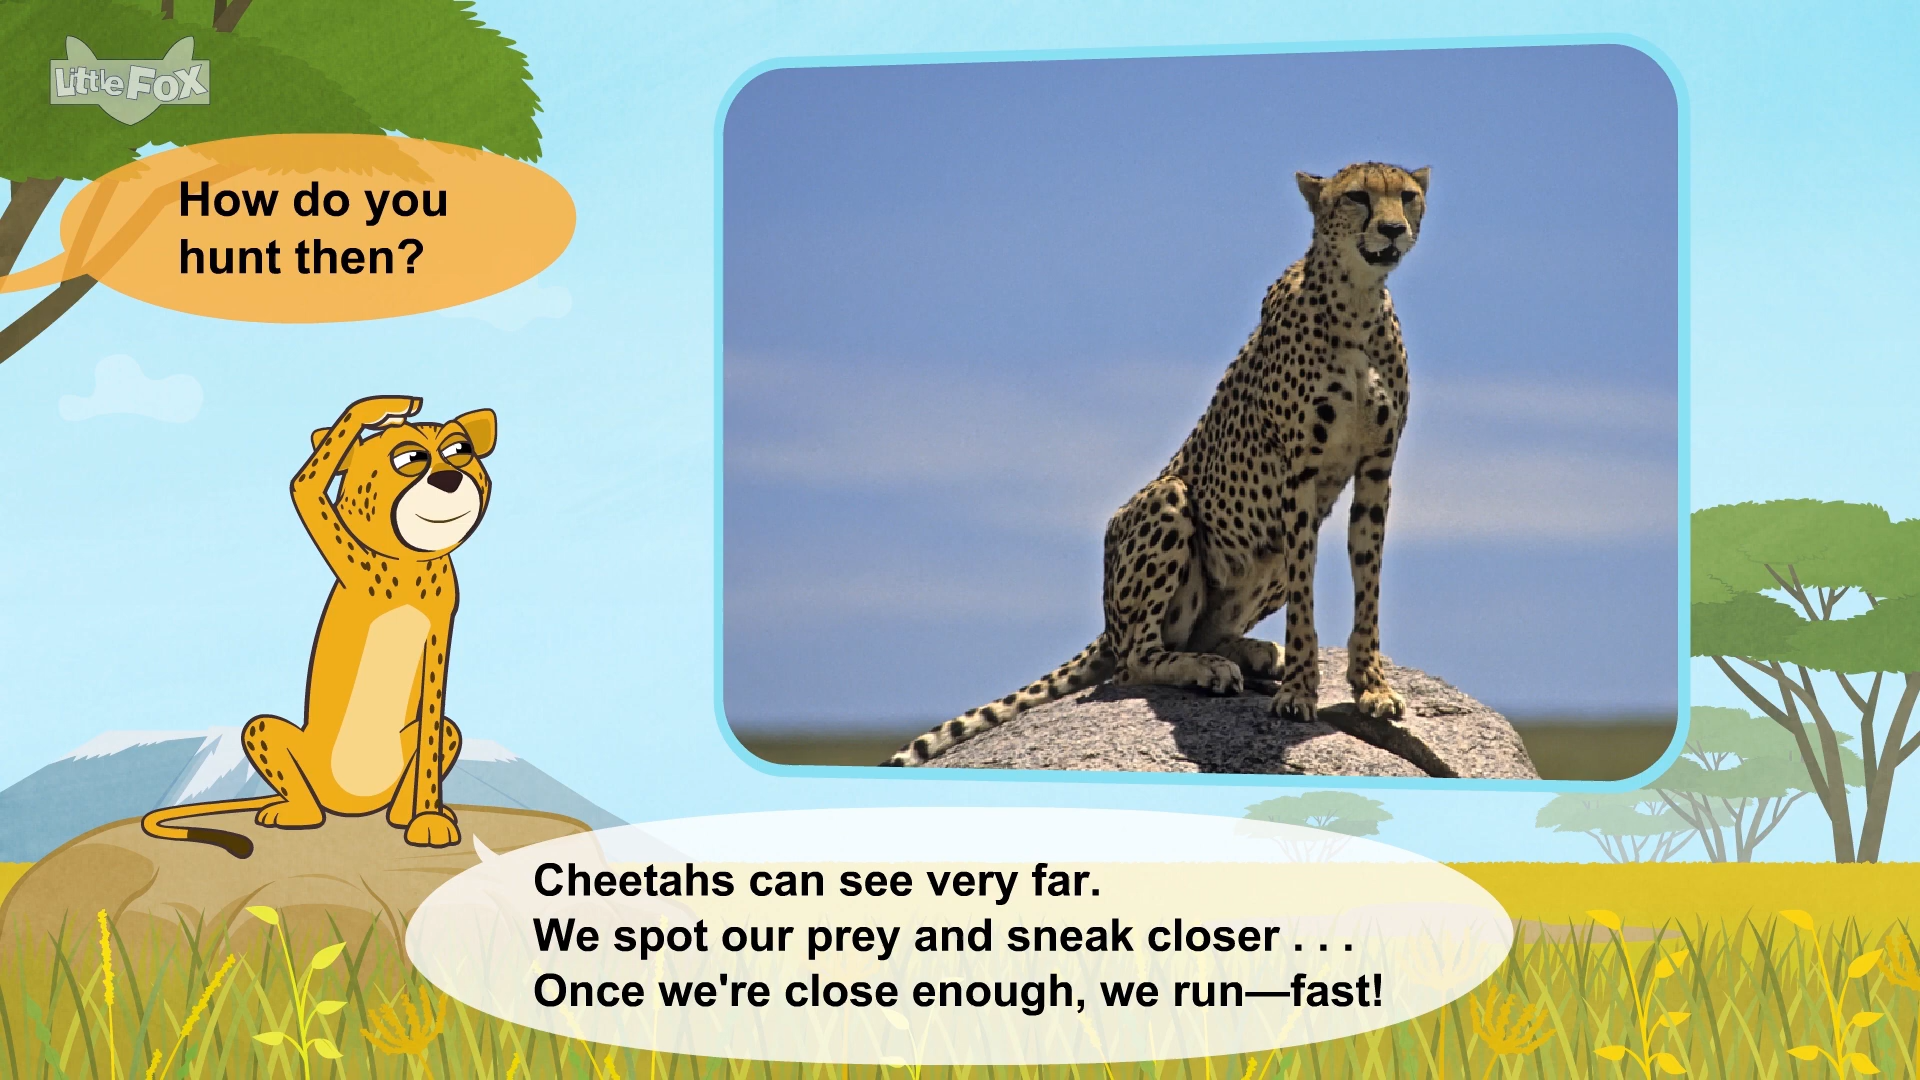 Little Fox
How do you
hunt then?
Cheetahs can see very far.
We spot our prey and sneak closer . . .
Once we're close enough, we run—fast!